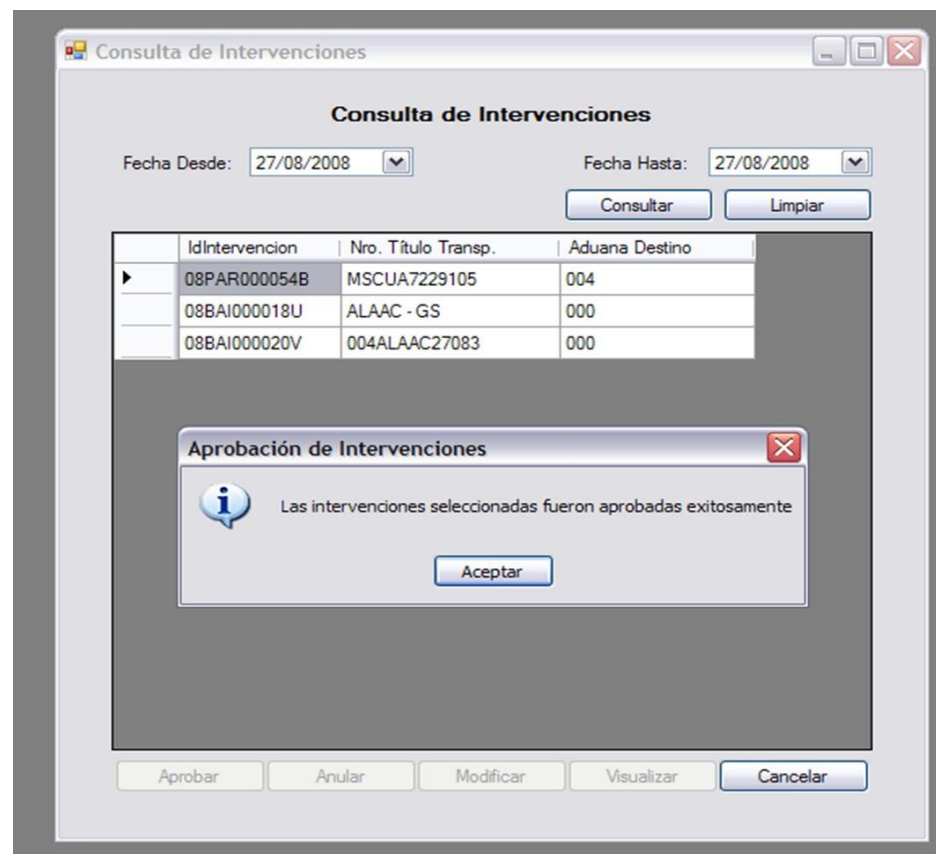 Consulta de Intervenciones
Consulta de Intervenciones
Fecha Desde: 27/08/2008 Fecha Hasta: 27/08/2008
Consultar Limpiar
IdIntervencion Nro. Título Transp. Aduana Destino
08PAR000054B MSCUA7229105 004
08BAI000018U ALAAC - GS 000
08BAI000020V 004ALAAC27083 000
Aprobación de Intervenciones
Las intervenciones seleccionadas fueron aprobadas exitosamente
Aceptar
Aprobar Anular Modificar Visualizar Cancelar